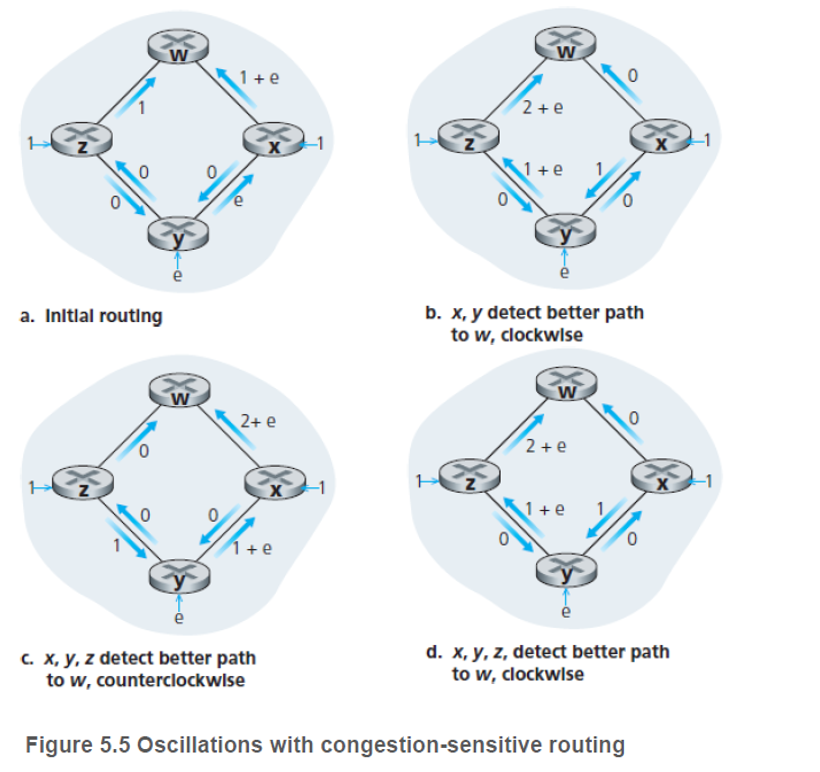 w
1 + e
1
1
z
x
1
0
0
0
e
y
e
a. Initial routing
w
0
2 + e
1
z
x
1
1 + e
1
0
0
y
e
b. x, y detect better path
to w, clockwise
w
2+ e
0
1
z
x
1
0
0
1
1 + e
y
e
c. x, y, z detect better path
to w, counterclockwise
w
0
2 + e
1
z
x
1
1 + e
1
0
0
y
e
d. x, y, z, detect better path
to w, clockwise
Figure 5.5 Oscillations with congestion-sensitive routing